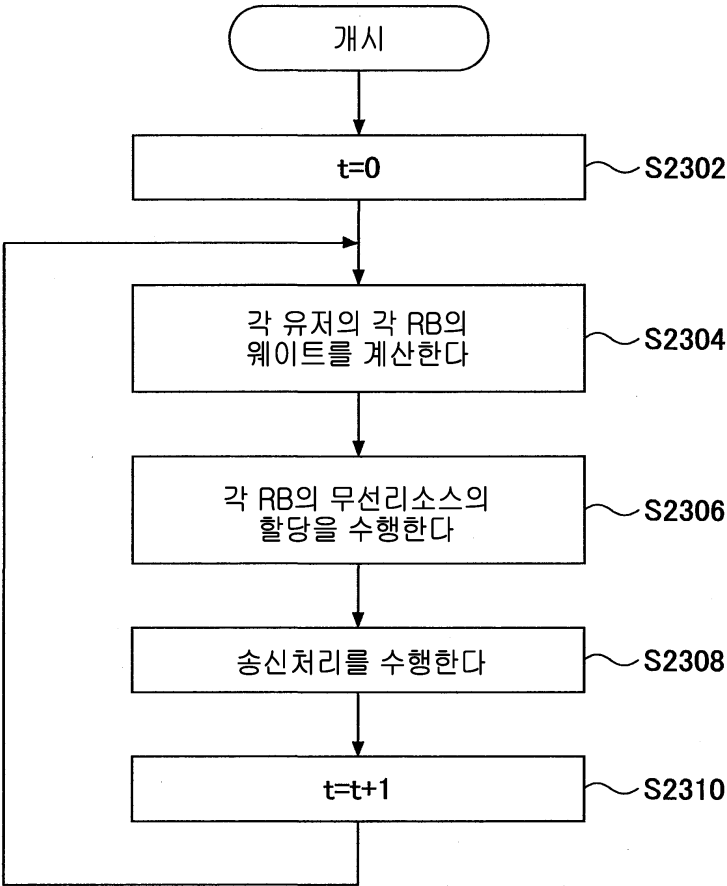 개시
t=0
S2302
각 유저의 각 RB의
웨이트를 계산한다
S2304
각 RB의 무선리소스의
할당을 수행한다
S2306
송신처리를 수행한다
S2308
t=t+1
S2310